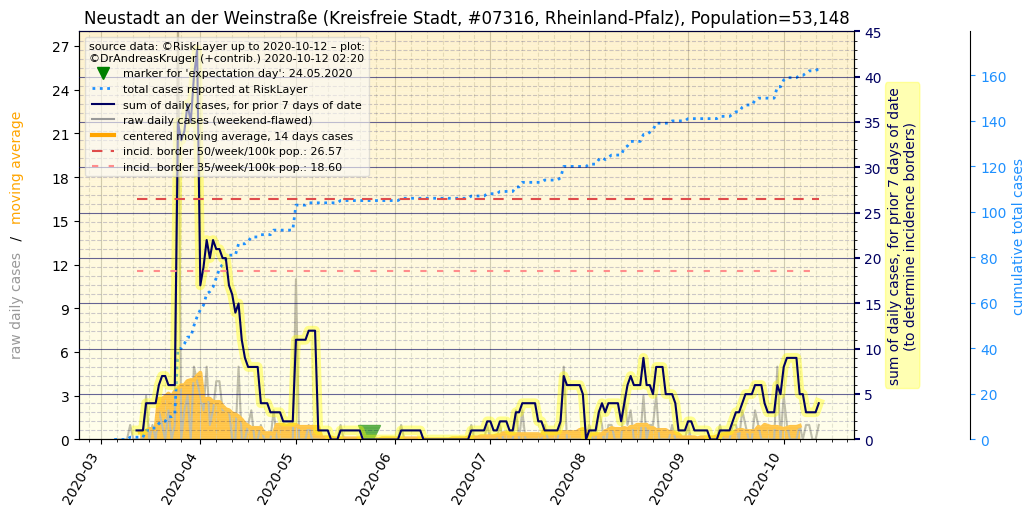 Neustadt an der Weinstraße (Kreisfreie Stadt, #07316, Rheinland-Pfalz), Population=53,148
source data: ©RiskLayer up to 2020-10-12 – plot:
©DrAndreasKruger (+contrib.) 2020-10-12 02:20
marker for 'expectation day': 24.05.2020
total cases reported at RiskLayer
sum of daily cases, for prior 7 days of date
raw daily cases (weekend-flawed)
centered moving average, 14 days cases
incid. border 50/week/100k pop.: 26.57
incid. border 35/week/100k pop.: 18.60
raw daily cases / moving average
27
24
21
18
15
12
9
6
3
0
45
40
35
30
25
20
15
10
5
0
sum of daily cases, for prior 7 days of date
(to determine incidence borders)
160
140
120
100
80
60
40
20
0
cumulative total cases
2020-03
2020-04
2020-05
2020-06
2020-07
2020-08
2020-09
2020-10